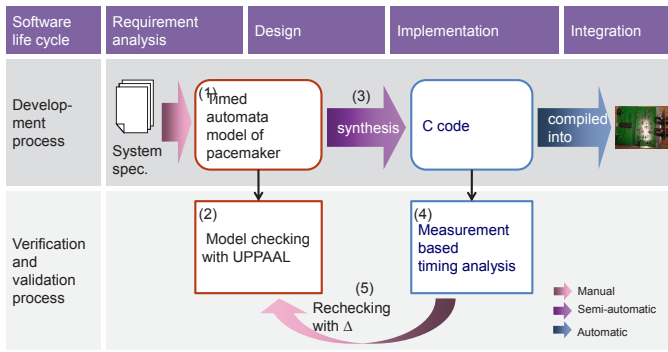 Software
life cycle
Requirement
analysis
Design
Implementation
Integration
Develop-
ment
process
System
spec.
(1)
Timed
automata
model of
pacemaker
(3)
synthesis
C code
compiled
into
Verification
and
validation
process
(2)
Model checking
with UPPAAL
(4)
Measurement
based
timing analysis
(5)
Rechecking
with Δ
Manual
Semi-automatic
Automatic